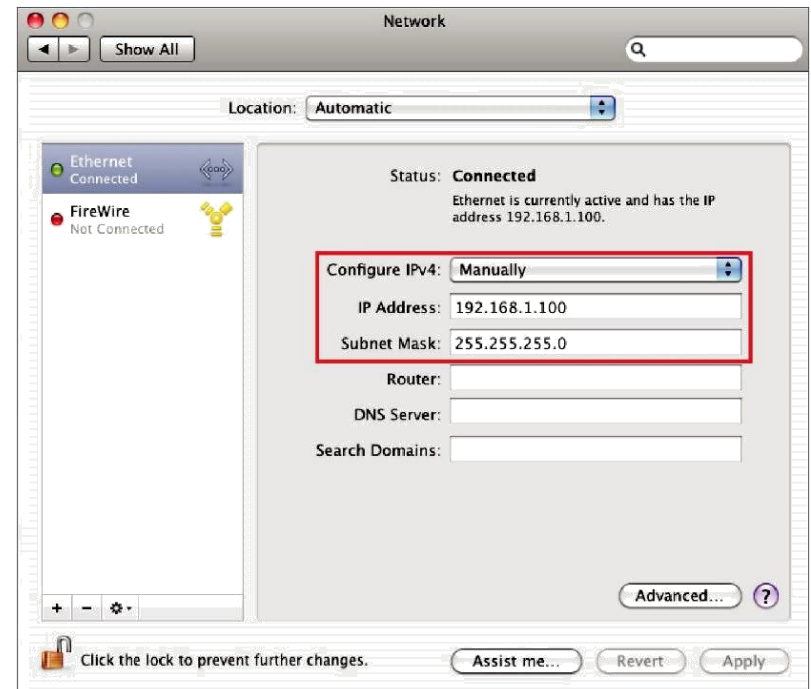 Network
Show All
Location: Automatic
Ethernet
Connected
FireWire
Not Connected
Status: Connected
Ethernet is currently active and has the IP
address 192.168.1.100.
Configure IPv4: Manually
IP Address: 192.168.1.100
Subnet Mask: 255.255.255.0
Router:
DNS Server:
Search Domains:
Advanced...
?
+ −
Click the lock to prevent further changes.
Assist me... Revert Apply